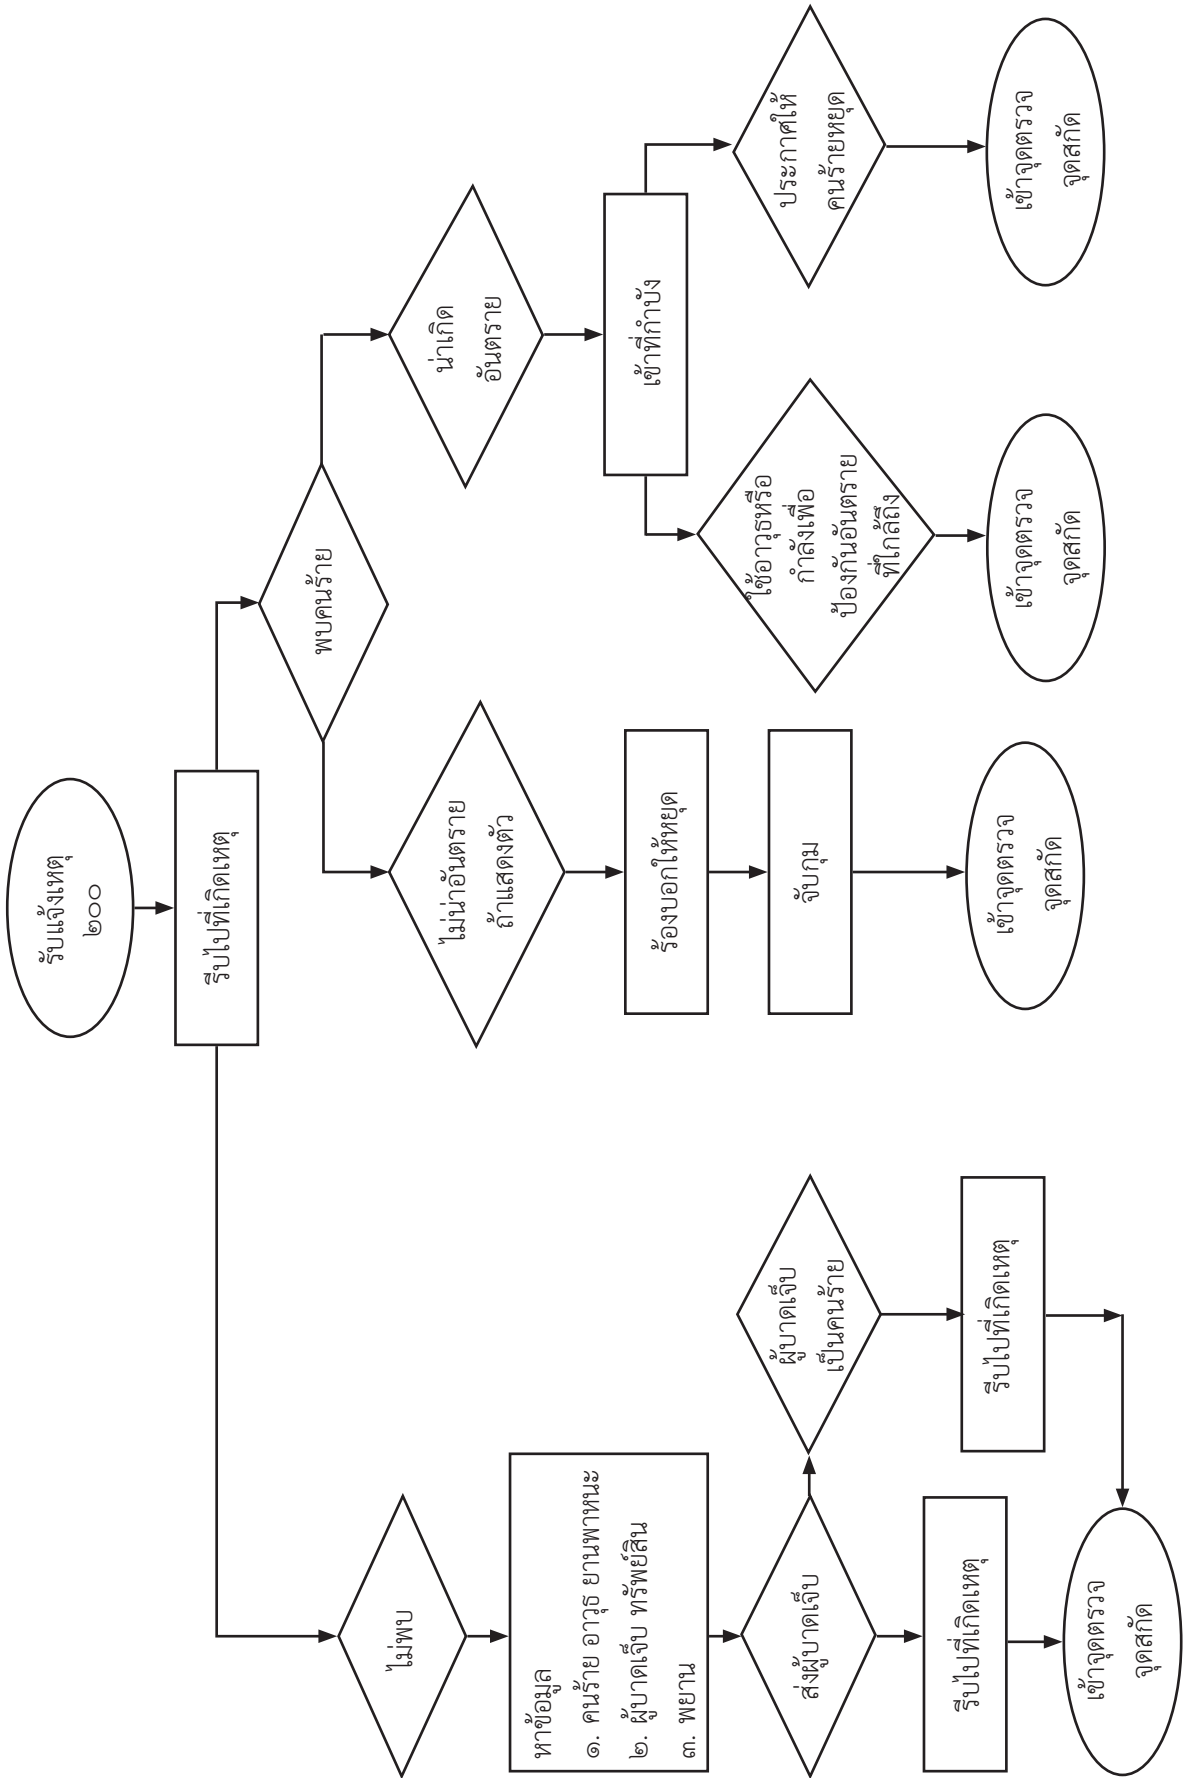 รับแจ้งเหตุ
๒๐๐
รีบไปที่เกิดเหตุ
ไม่พบ
หาข้อมูล
๑. คนร้าย อาวุธ ยานพาหนะ
๒. ผู้บาดเจ็บ ทรัพย์สิน
๓. พยาน
ส่งผู้บาดเจ็บ
รีบไปที่เกิดเหตุ
เข้าจุดตรวจ
จุดสกัด
ผู้บาดเจ็บ
เป็นคนร้าย
รีบไปที่เกิดเหตุ
พบคนร้าย
ไม่น่าอันตราย
ถ้าแสดงตัว
ร้องบอกให้หยุด
จับกุม
เข้าจุดตรวจ
จุดสกัด
น่าเกิด
อันตราย
เข้าที่กำบัง
ใช้อาวุธหรือ
กำลังเพื่อ
ป้องกันอันตราย
ที่ใกล้ถึง
เข้าจุดตรวจ
จุดสกัด
ประกาศให้
คนร้ายหยุด
เข้าจุดตรวจ
จุดสกัด